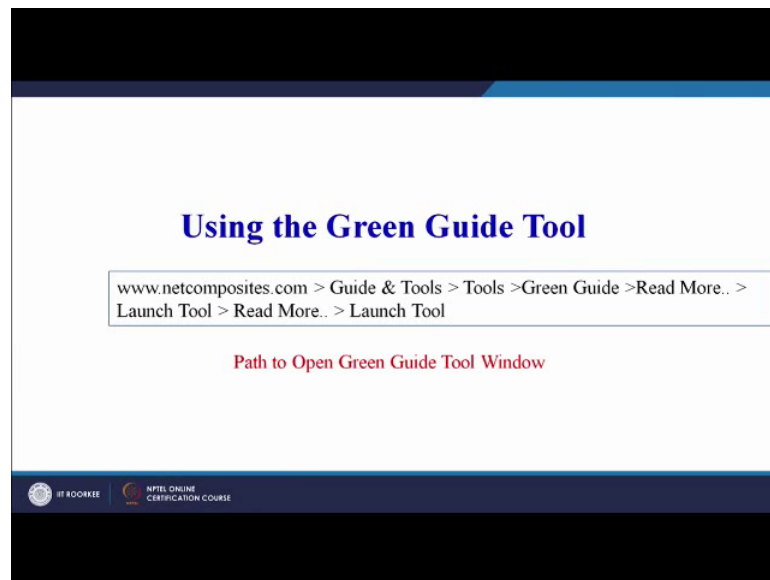 Using the Green Guide Tool
www.netcomposites.com > Guide & Tools > Tools >Green Guide >Read More.. >
Launch Tool > Read More.. > Launch Tool
Path to Open Green Guide Tool Window
IIT ROORKEE
NPTEL ONLINE
CERTIFICATION COURSE